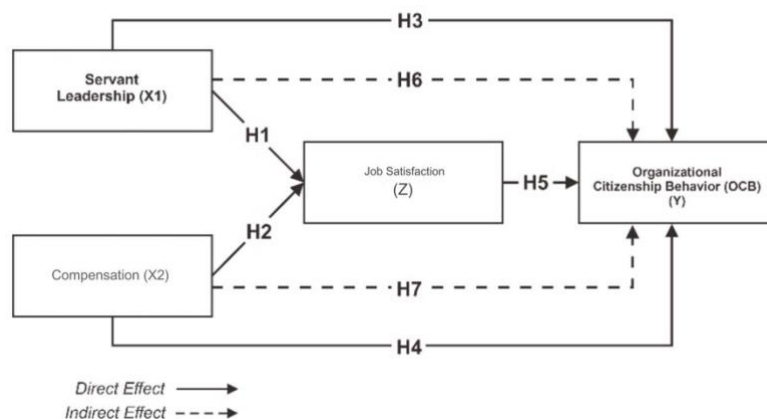 H3
Servant
Leadership (X1)
H6
H1
Job Satisfaction
(Z)
H5
Organizational
Citizenship Behavior (OCB)
(Y)
H2
Compensation (X2)
H7
H4
Direct Effect
Indirect Effect